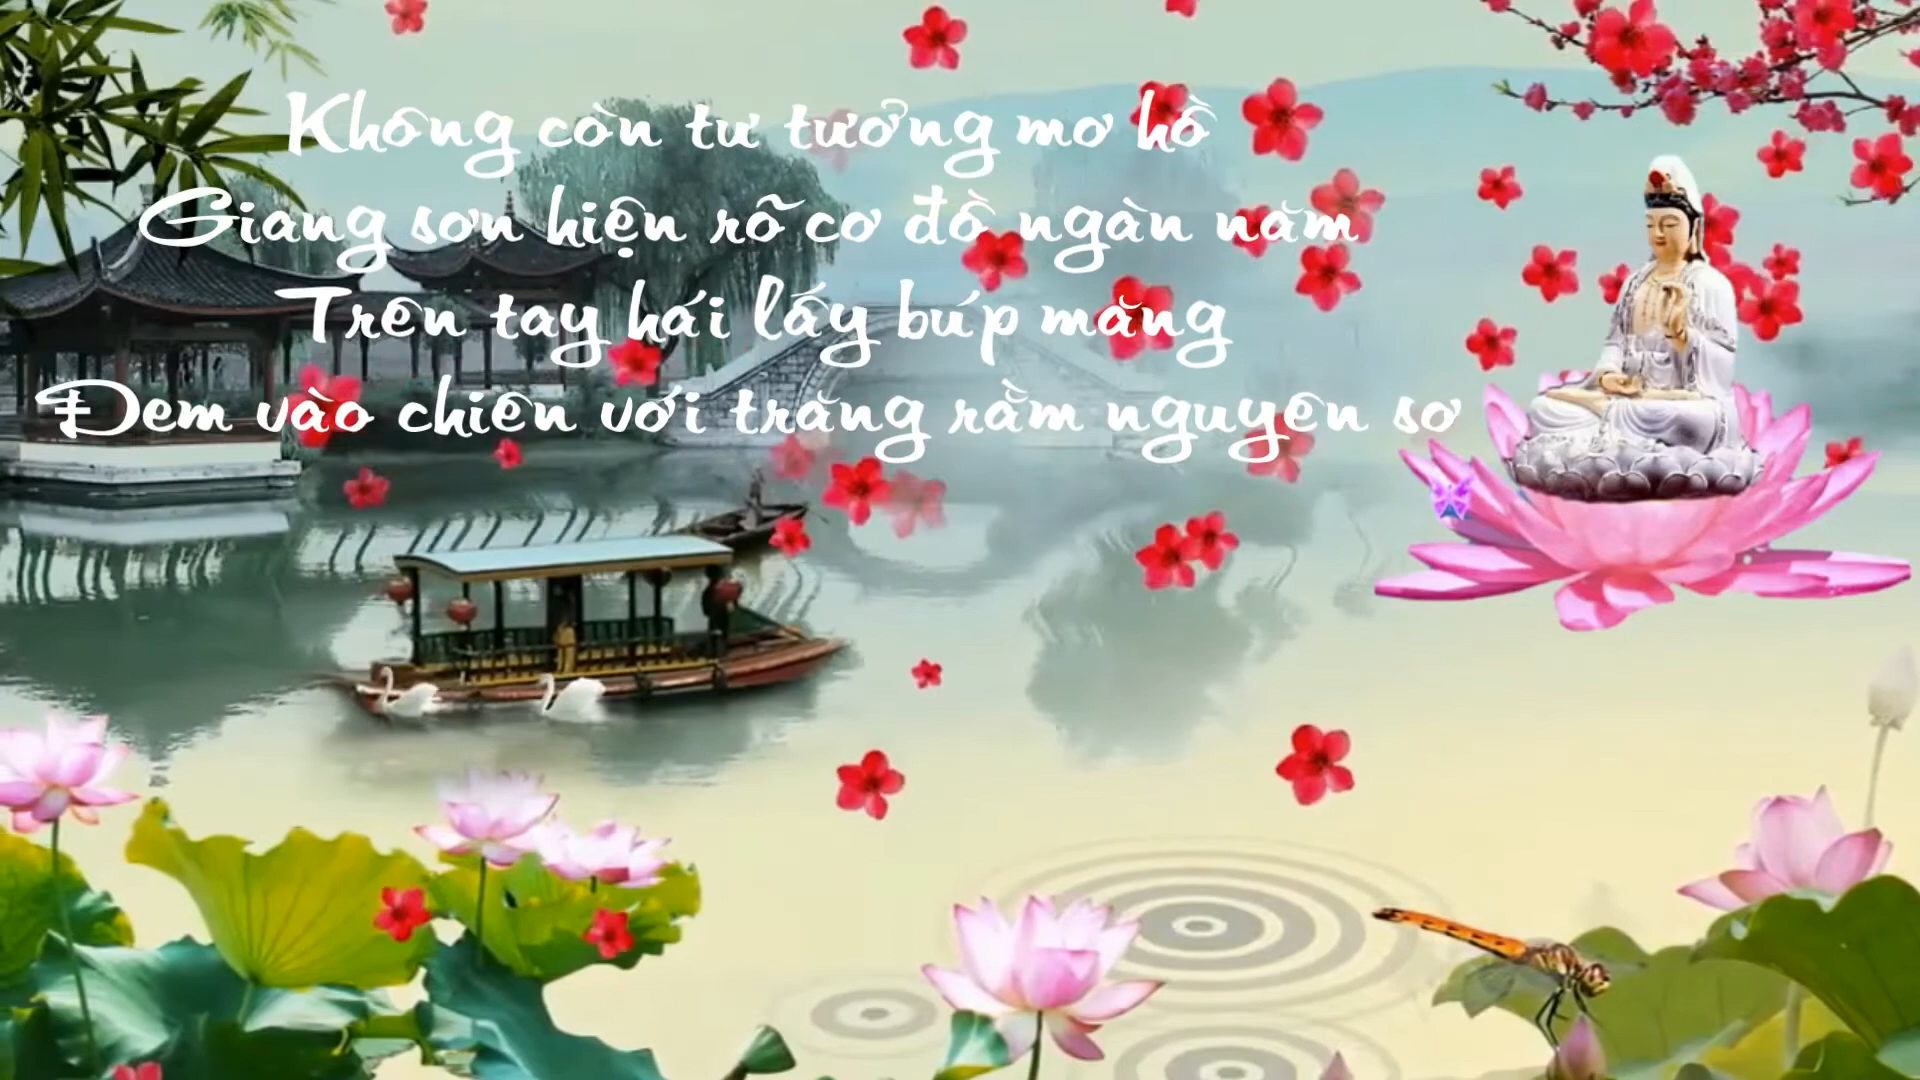 Không còn tư tưởng mơ hồ
Giang sơn hiện rõ cơ đồ ngàn năm
Trên tay hái lấy búp măng
Đem vào chiên với trăng rằm nguyên sơ